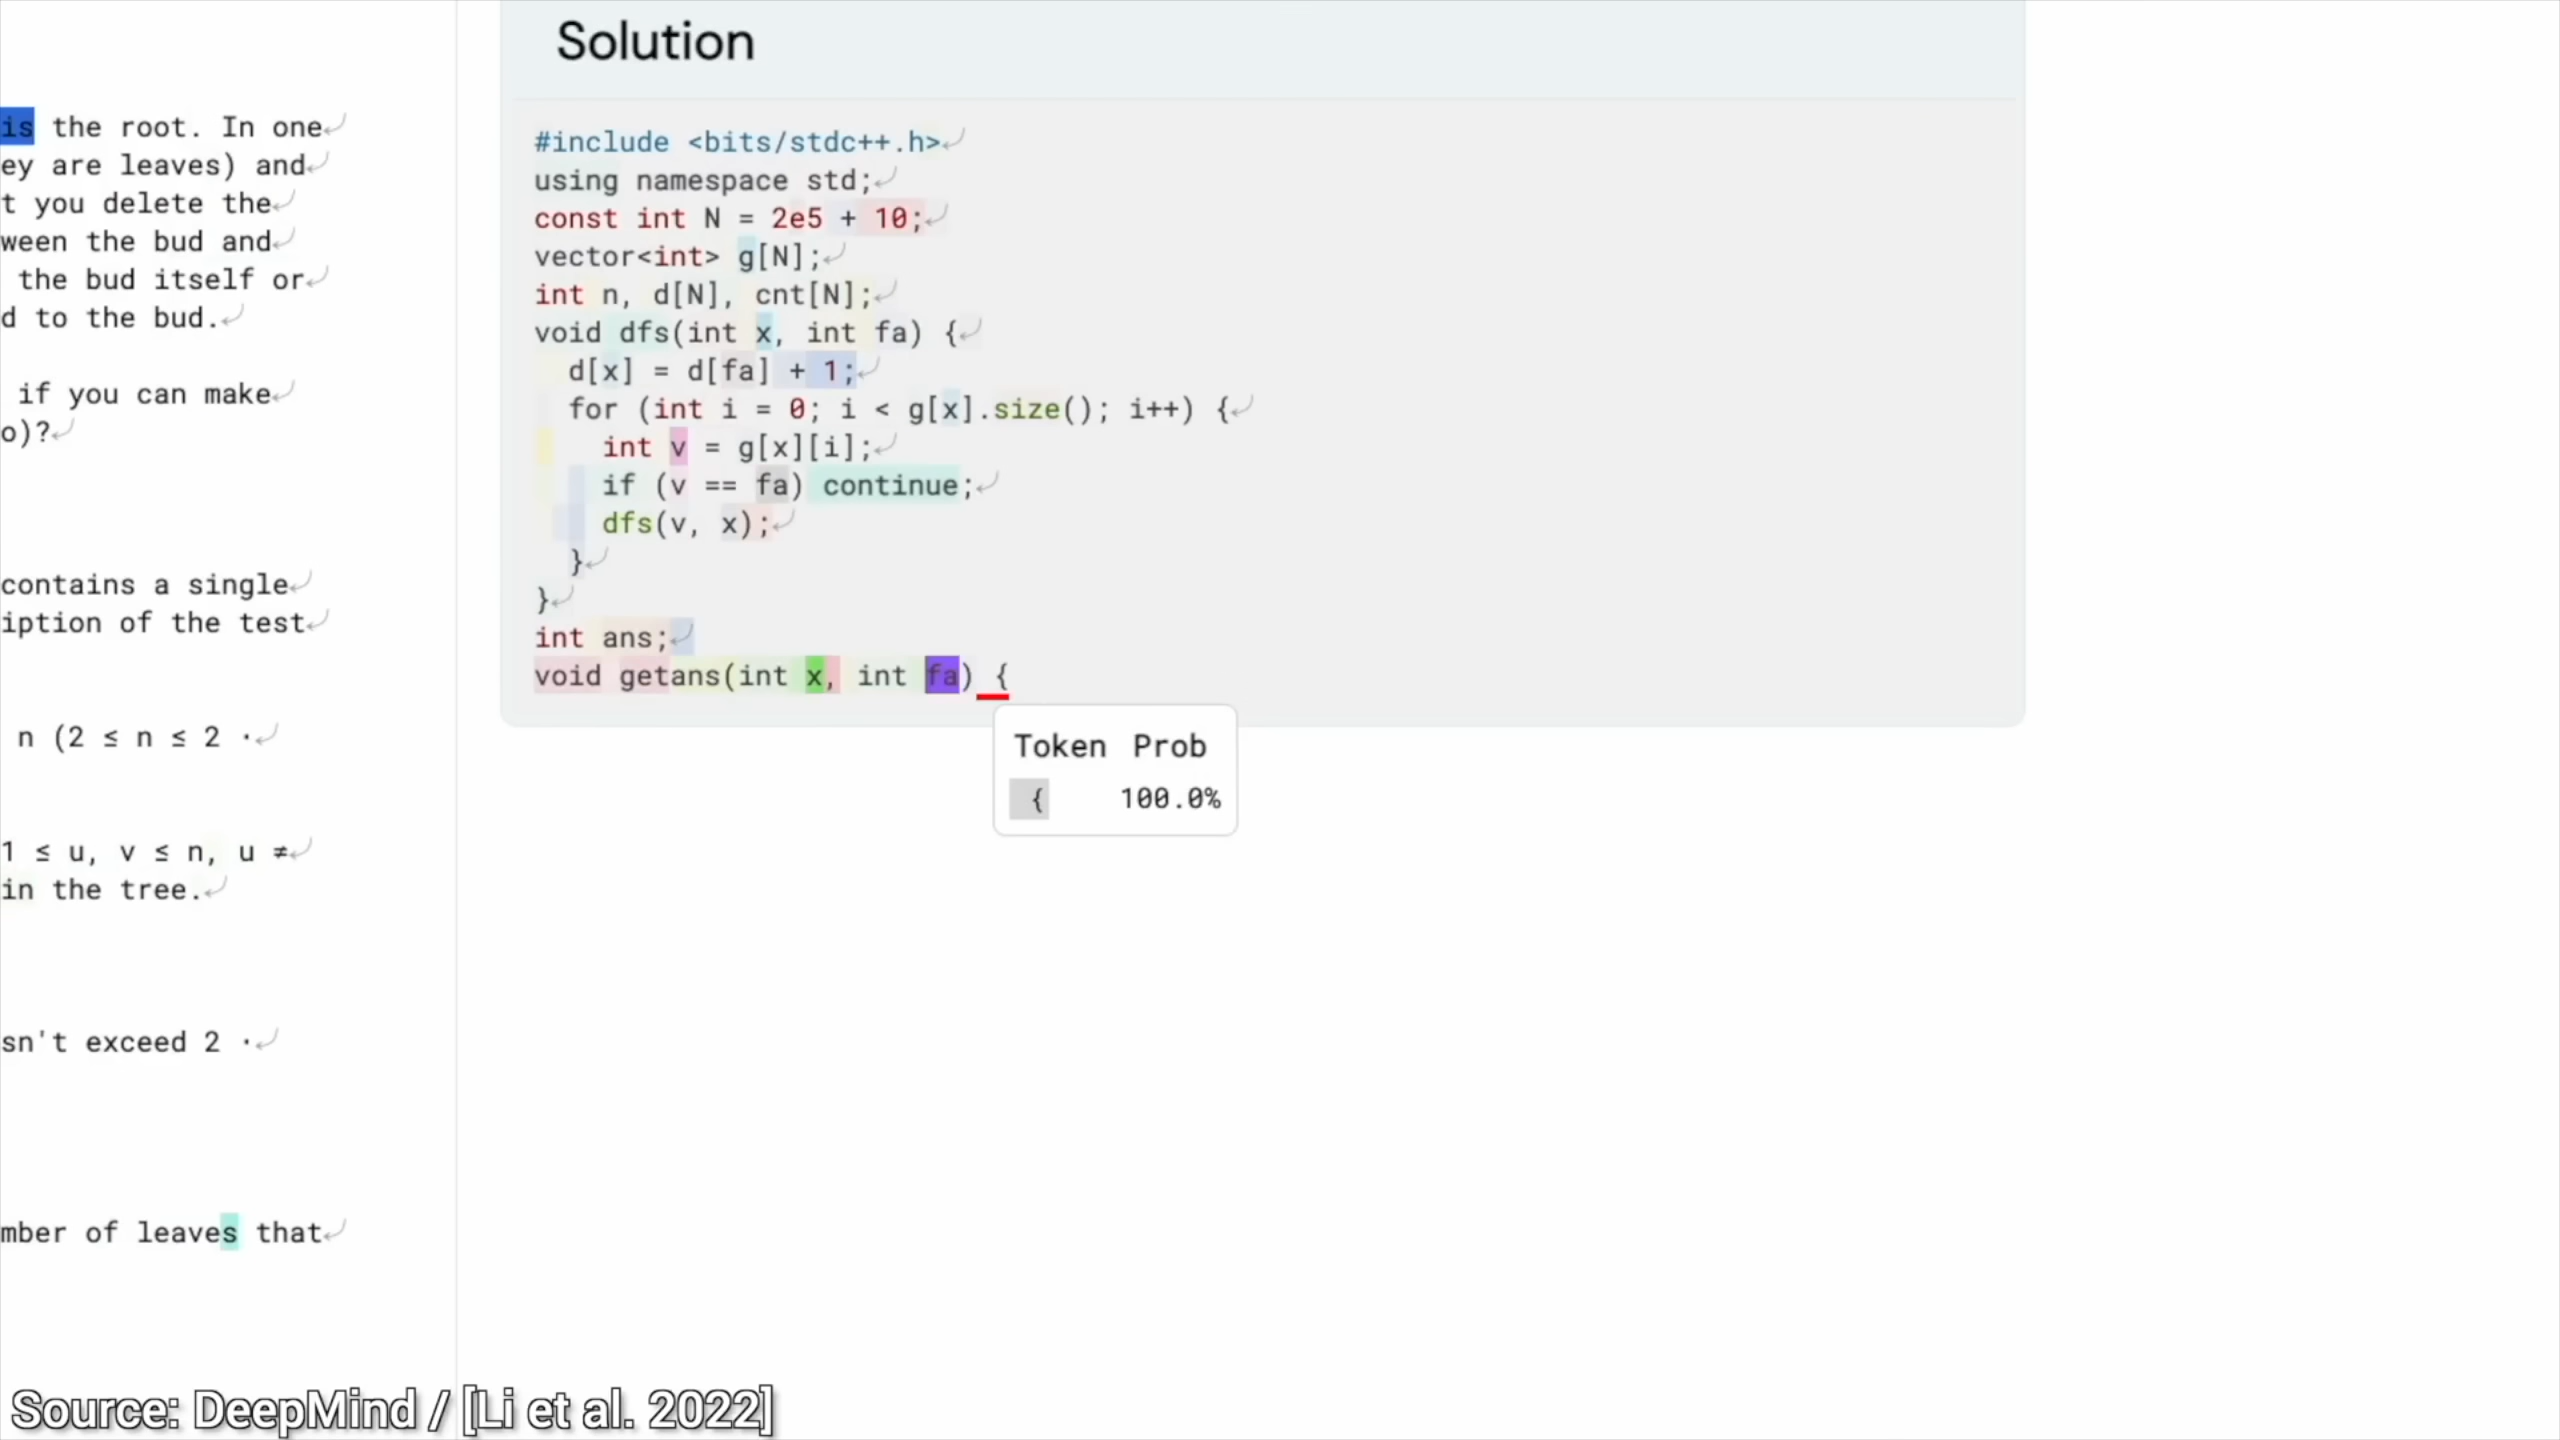 is the root. In one
ey are leaves) and
t you delete the
ween the bud and
the bud itself or
d to the bud.
if you can make
o)?
contains a single
iption of the test
n (2 ≤ n ≤ 2 ·
1 ≤ u, v ≤ n, u ≠
in the tree.
sn't exceed 2 ·
mber of leaves that
Solution
#include <bits/stdc++.h>
using namespace std;
const int N = 2e5 + 10;
vector<int> g[N];
int n, d[N], cnt[N];
void dfs(int x, int fa) {
  d[x] = d[fa] + 1;
  for (int i = 0; i < g[x].size(); i++) {
    int v = g[x][i];
    if (v == fa) continue;
    dfs(v, x);
  }
}
int ans;
void getans(int x, int fa) {
Token Prob
{ 100.0%
Source: DeepMind / [Li et al. 2022]